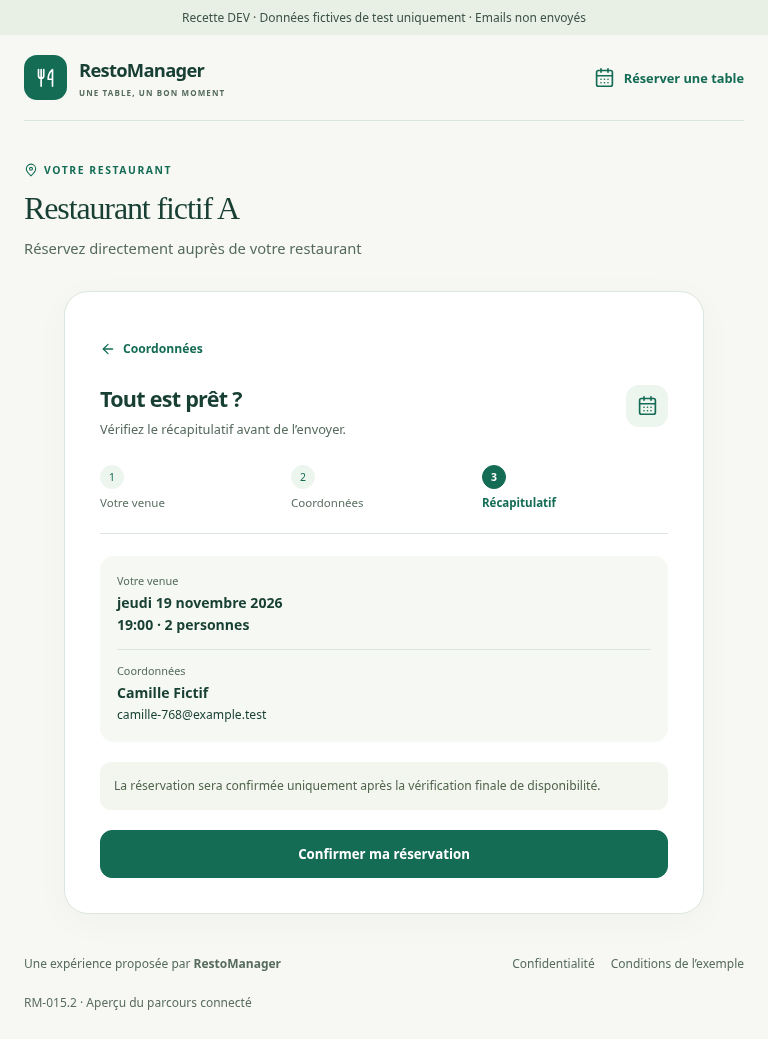 Recette DEV · Données fictives de test uniquement · Emails non envoyés
RestoManager
UNE TABLE, UN BON MOMENT
Réserver une table
VOTRE RESTAURANT
Restaurant fictif A
Réservez directement auprès de votre restaurant
Coordonnées
Tout est prêt ?
Vérifiez le récapitulatif avant de l’envoyer.
1
Votre venue
2
Coordonnées
3
Récapitulatif
Votre venue
jeudi 19 novembre 2026
19:00 · 2 personnes
Coordonnées
Camille Fictif
camille-768@example.test
La réservation sera confirmée uniquement après la vérification finale de disponibilité.
Confirmer ma réservation
Une expérience proposée par RestoManager
Confidentialité
Conditions de l’exemple
RM-015.2 · Aperçu du parcours connecté